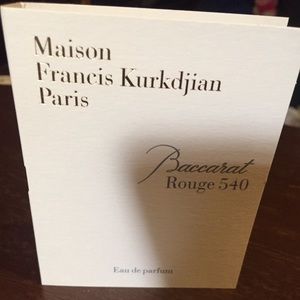 Maison
Francis Kurkdjian
Paris
Baccarat
Rouge 540
Eau de parfum